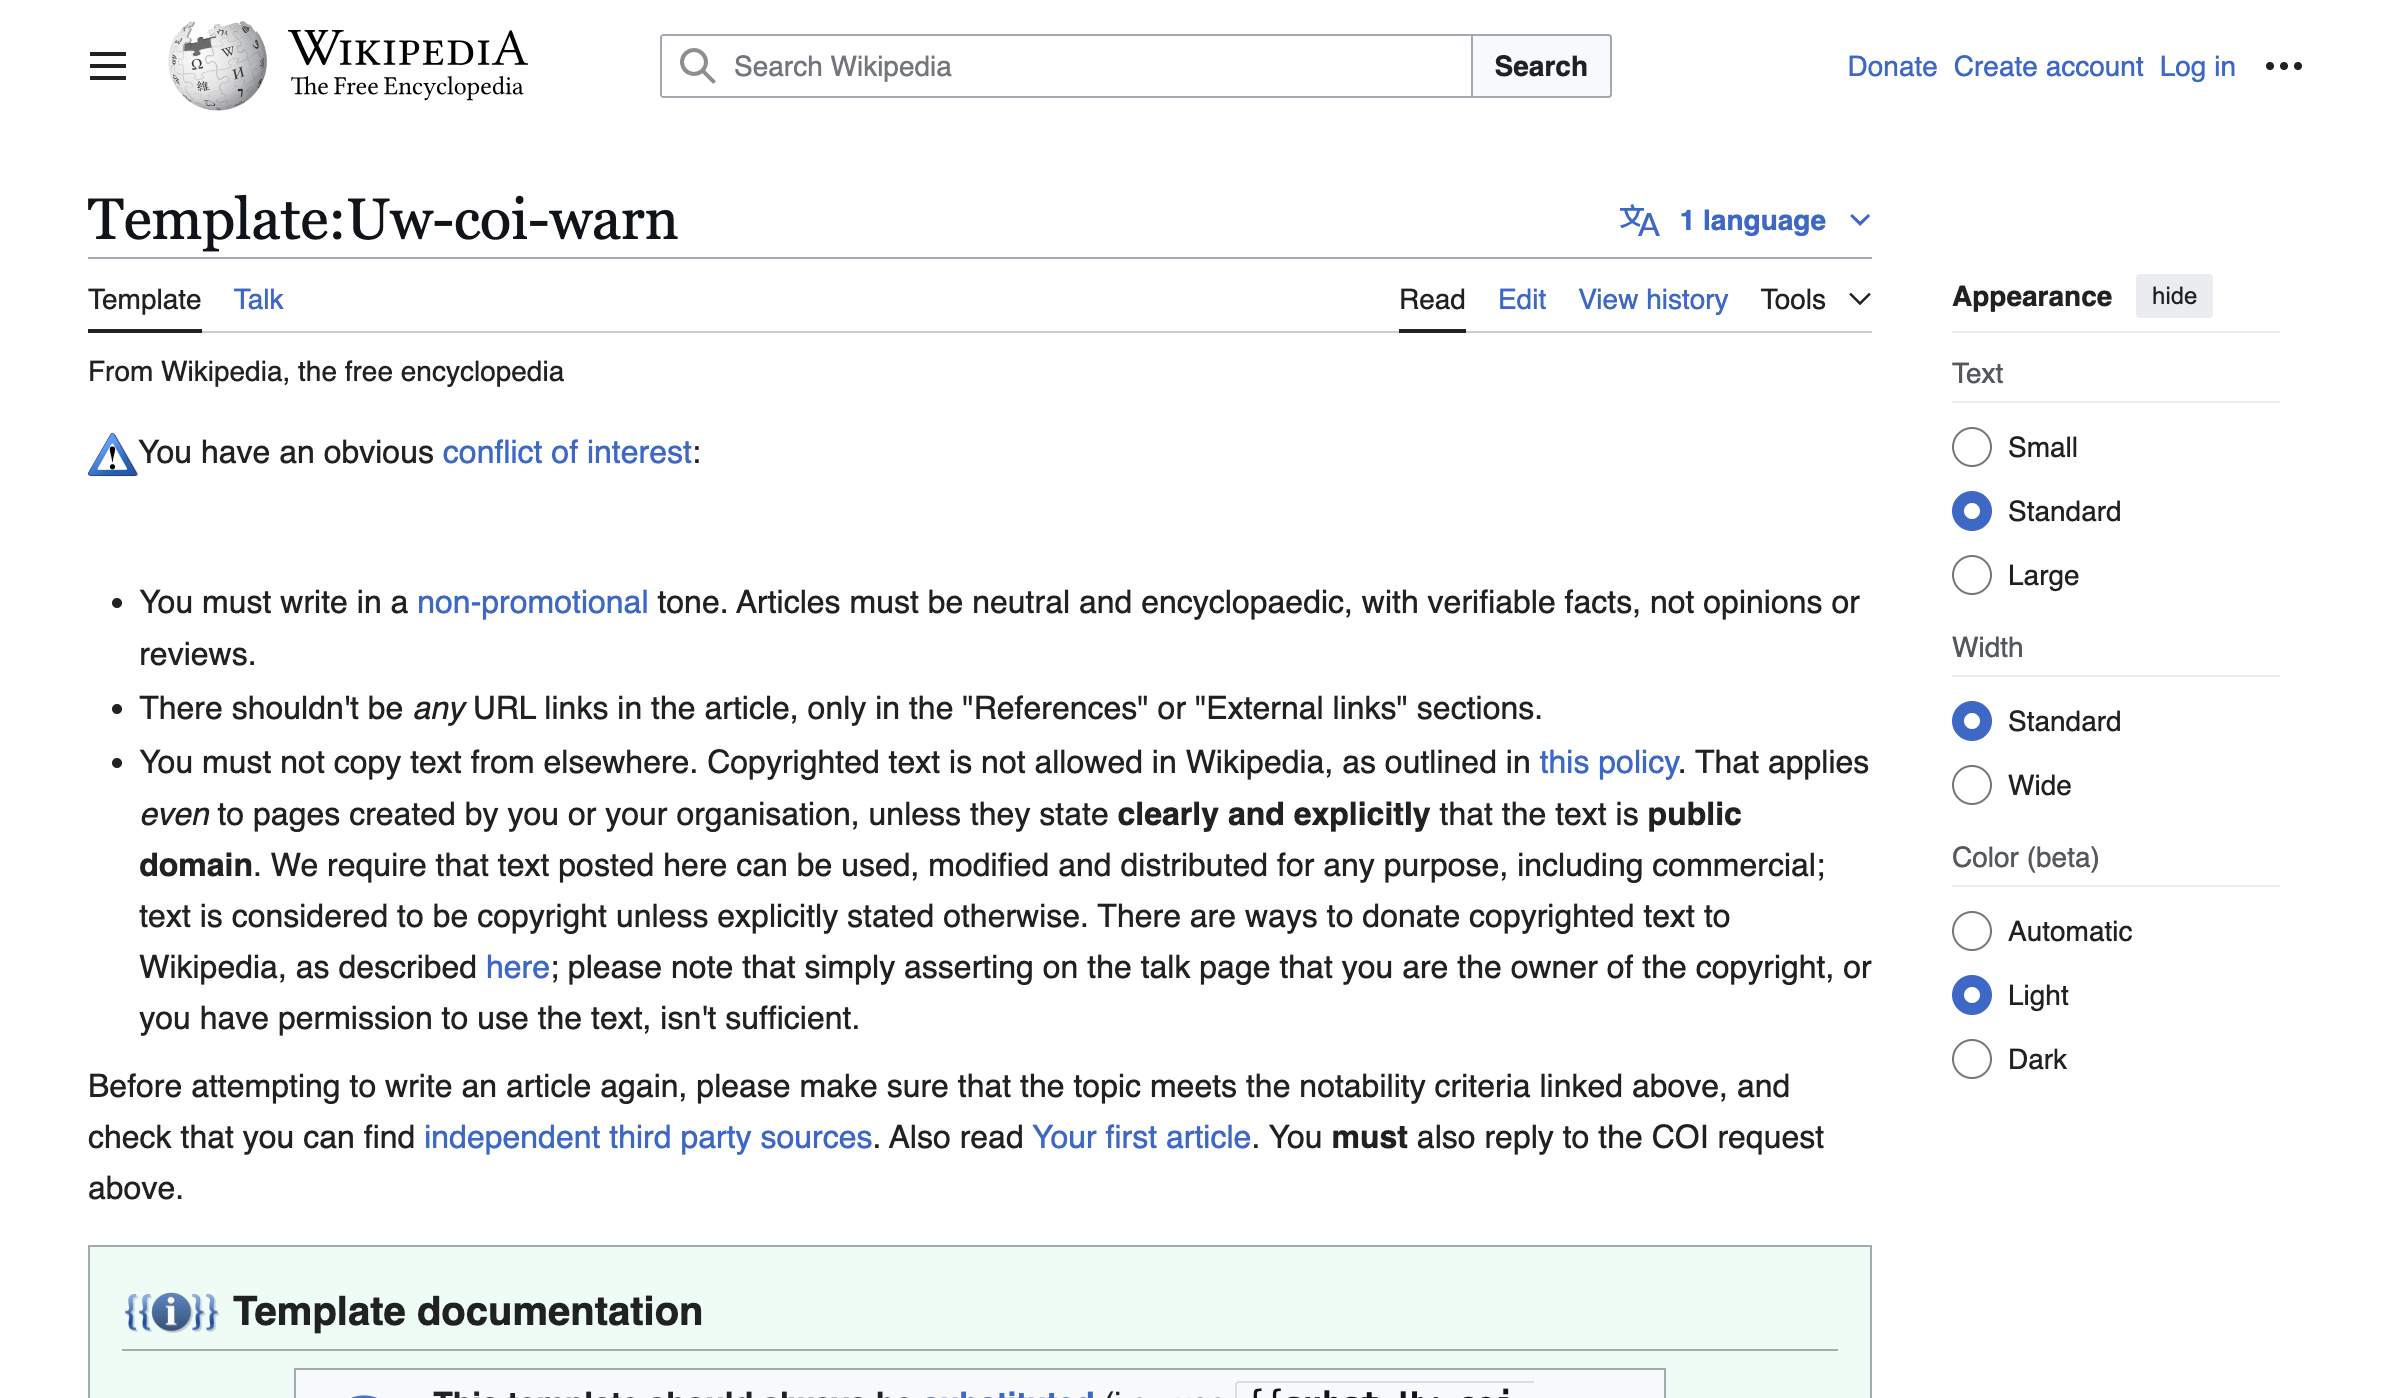 WIKIPEDIA
The Free Encyclopedia
Search Wikipedia
Search
Donate Create account Log in
Template:Uw-coi-warn
1 language
Template Talk
Read Edit View history Tools
From Wikipedia, the free encyclopedia
You have an obvious conflict of interest:
• You must write in a non-promotional tone. Articles must be neutral and encyclopaedic, with verifiable facts, not opinions or
reviews.
• There shouldn't be any URL links in the article, only in the "References" or "External links" sections.
• You must not copy text from elsewhere. Copyrighted text is not allowed in Wikipedia, as outlined in this policy. That applies
even to pages created by you or your organisation, unless they state clearly and explicitly that the text is public
domain. We require that text posted here can be used, modified and distributed for any purpose, including commercial;
text is considered to be copyright unless explicitly stated otherwise. There are ways to donate copyrighted text to
Wikipedia, as described here; please note that simply asserting on the talk page that you are the owner of the copyright, or
you have permission to use the text, isn't sufficient.
Before attempting to write an article again, please make sure that the topic meets the notability criteria linked above, and
check that you can find independent third party sources. Also read Your first article. You must also reply to the COI request
above.
{{i}} Template documentation
This template should always be substituted
Appearance hide
Text
Small
Standard
Large
Width
Standard
Wide
Color (beta)
Automatic
Light
Dark